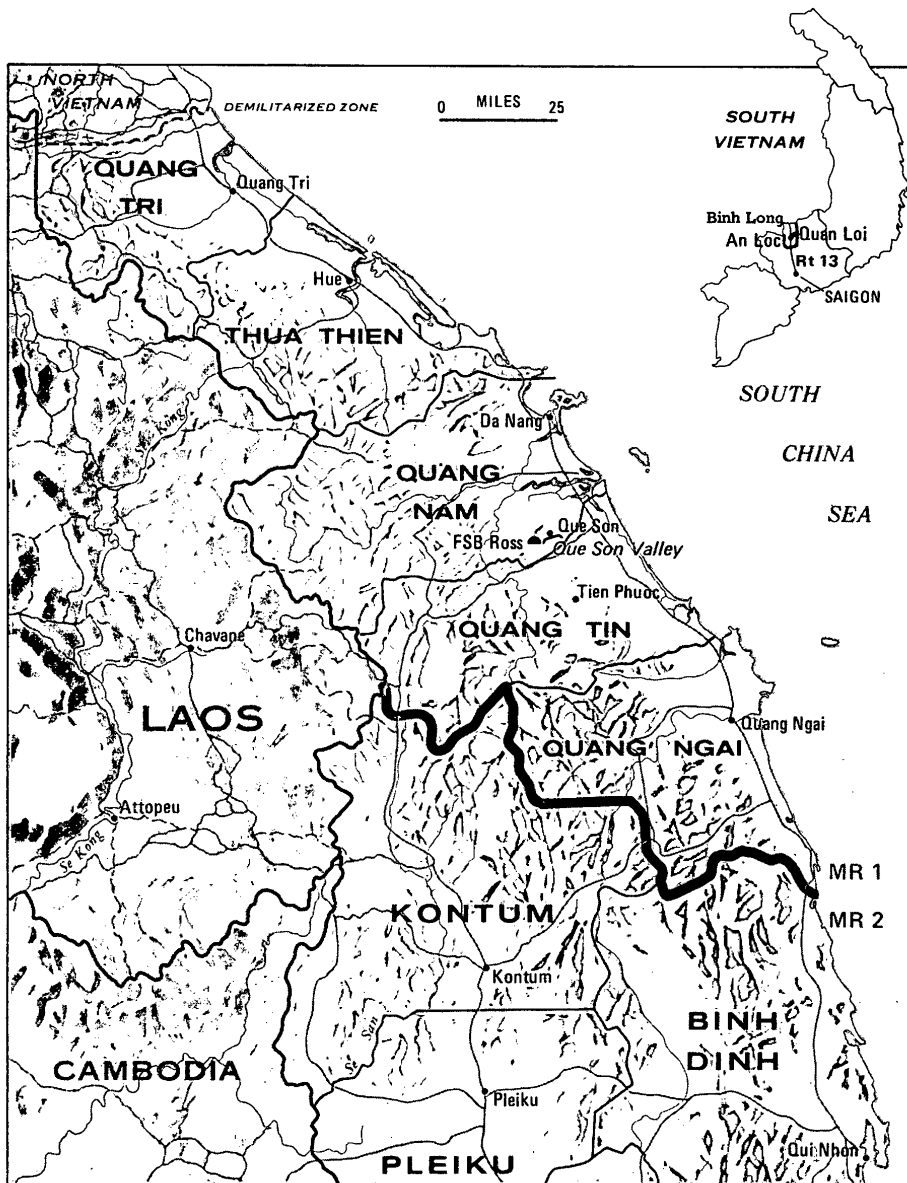 NORTH
VIETNAM
DEMILITARIZED ZONE
0 MILES 25
SOUTH
VIETNAM
QUANG
TRI
Quang Tri
Binh Long
An Loc
Quan Loi
Rt 13
SAIGON
Hue
THUA THIEN
SOUTH
CHINA
SEA
Kong
Da Nang
QUANG
NAM
Que Son
FSB Ross
Que Son Valley
Tien Phuoc
QUANG TIN
Chavane
LAOS
Quang Ngai
QUANG NGAI
Attopeu
Se Kong
MR 1
MR 2
KONTUM
Kontum
BINH
DINH
Se San
CAMBODIA
Pleiku
Qui Nhon
PLEIKU